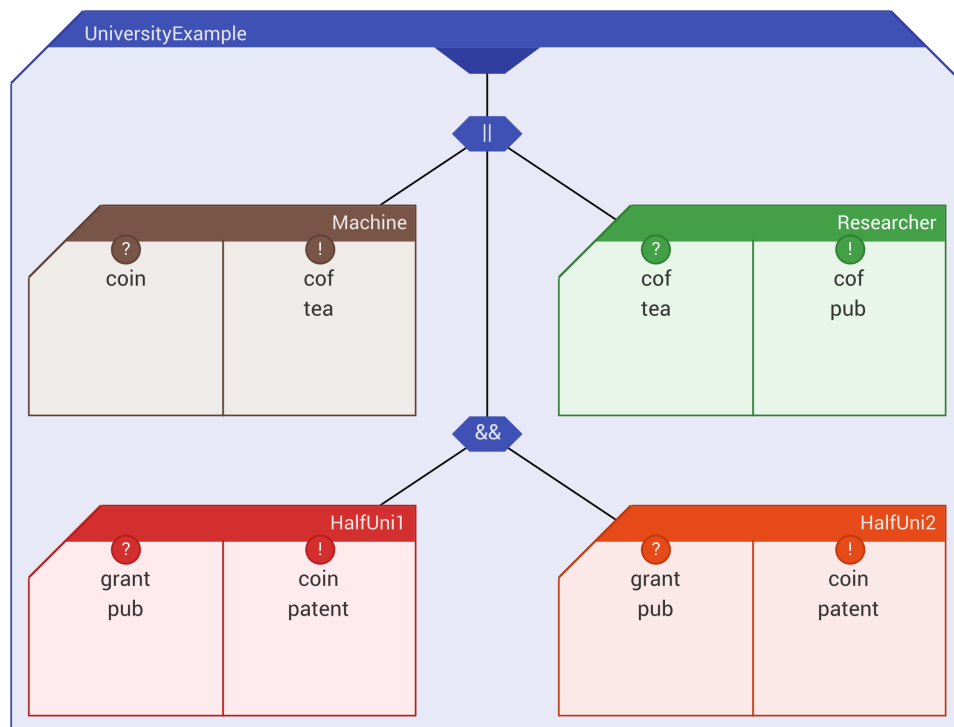 UniversityExample
||
Machine
?
!
coin
cof
tea
Researcher
?
!
cof
tea
cof
pub
&&
HalfUni1
?
!
grant
pub
coin
patent
HalfUni2
?
!
grant
pub
coin
patent